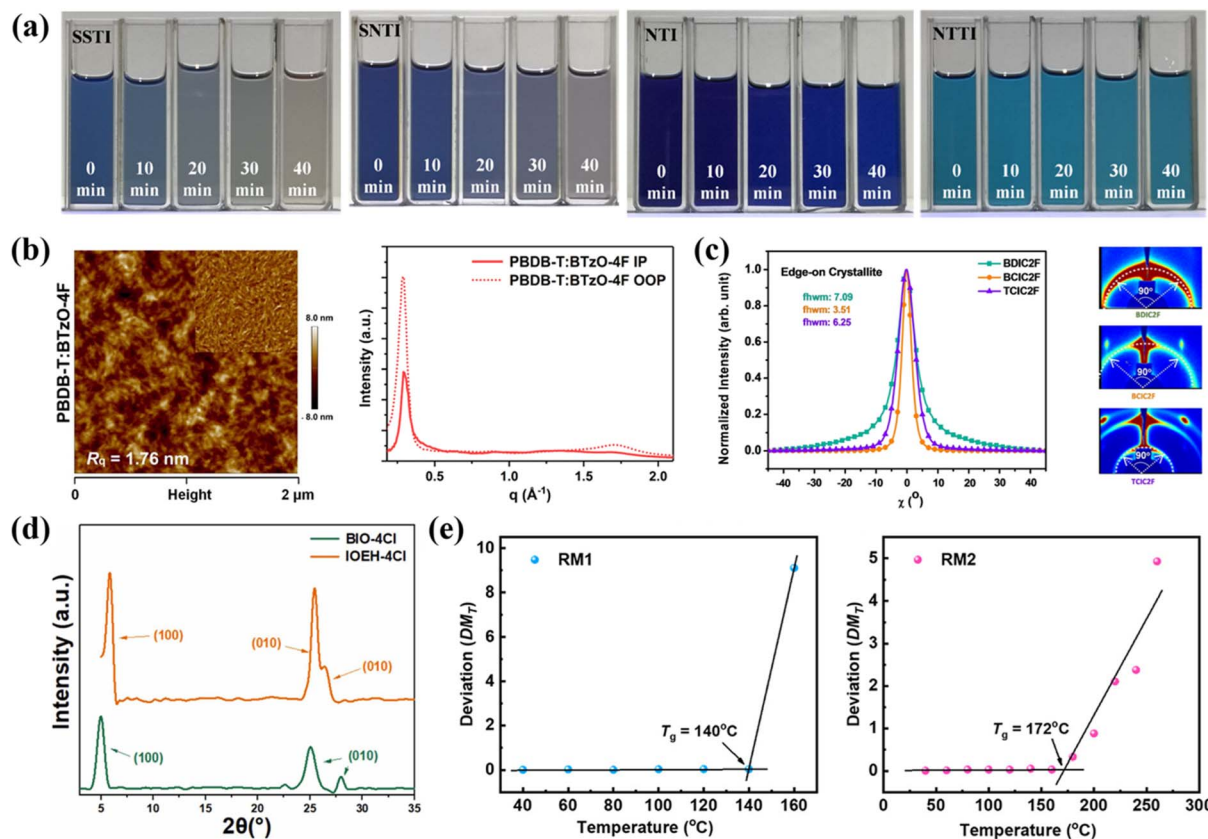 (a)
SSTI
0 min
10 min
20 min
30 min
40 min
SNTI
0 min
10 min
20 min
30 min
40 min
NTI
0 min
10 min
20 min
30 min
40 min
NTTI
0 min
10 min
20 min
30 min
40 min
(b)
PBDB-T:BTzO-4F
8.0 nm
- 8.0 nm
Rq = 1.76 nm
0
Height
2 μm
PBDB-T:BTzO-4F IP
PBDB-T:BTzO-4F OOP
Intensity (a.u.)
0.5
1.0
1.5
2.0
q (Å⁻¹)
(c)
Normalized Intensity (arb. unit)
1.0
0.8
0.6
0.4
0.2
0.0
Edge-on Crystallite
fhwm: 7.09
fhwm: 3.51
fhwm: 6.25
BDIC2F
BCIC2F
TCIC2F
-40
-30
-20
-10
0
10
20
30
40
χ (°)
90°
BDIC2F
90°
BCIC2F
90°
TCIC2F
(d)
Intensity (a.u.)
BIO-4Cl
IOEH-4Cl
(100)
(010)
(010)
(100)
(010)
5
10
15
20
25
30
35
2θ(°)
(e)
Deviation (DMT)
10
8
6
4
2
0
RM1
Tg = 140°C
40
60
80
100
120
140
160
Temperature (°C)
Deviation (DMT)
5
4
3
2
1
0
RM2
Tg = 172°C
0
50
100
150
200
250
300
Temperature (°C)